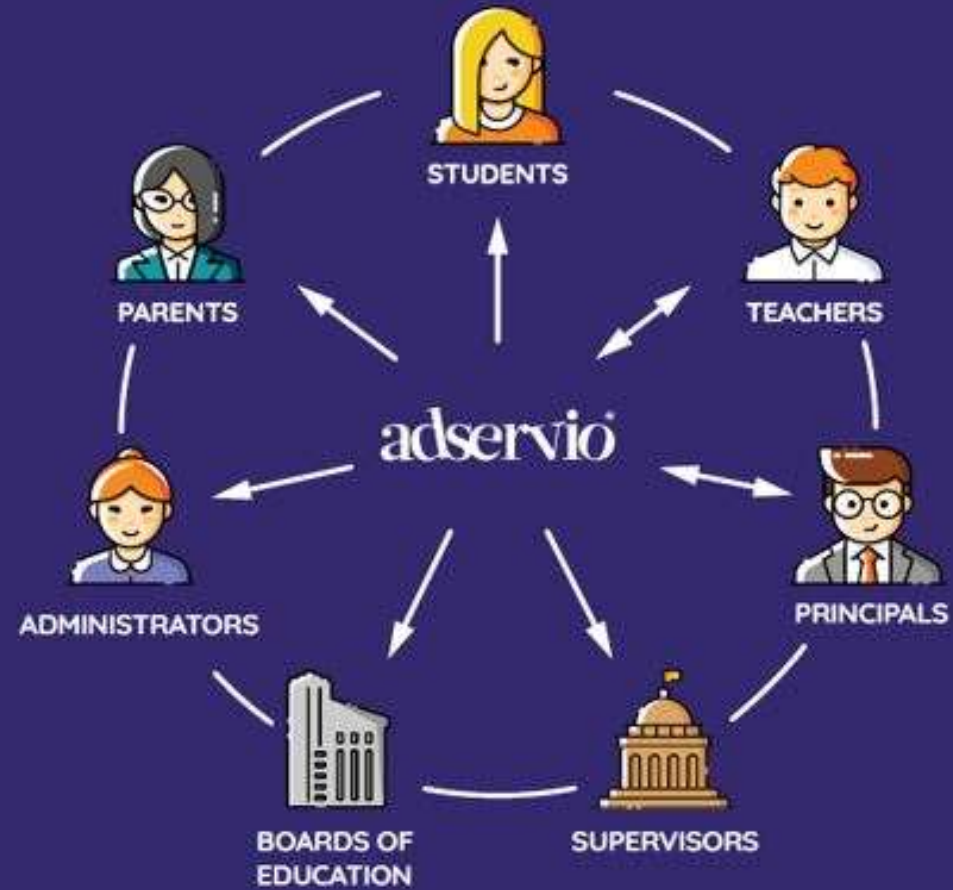 STUDENTS
PARENTS
TEACHERS
adservio
ADMINISTRATORS
PRINCIPALS
BOARDS OF
EDUCATION
SUPERVISORS